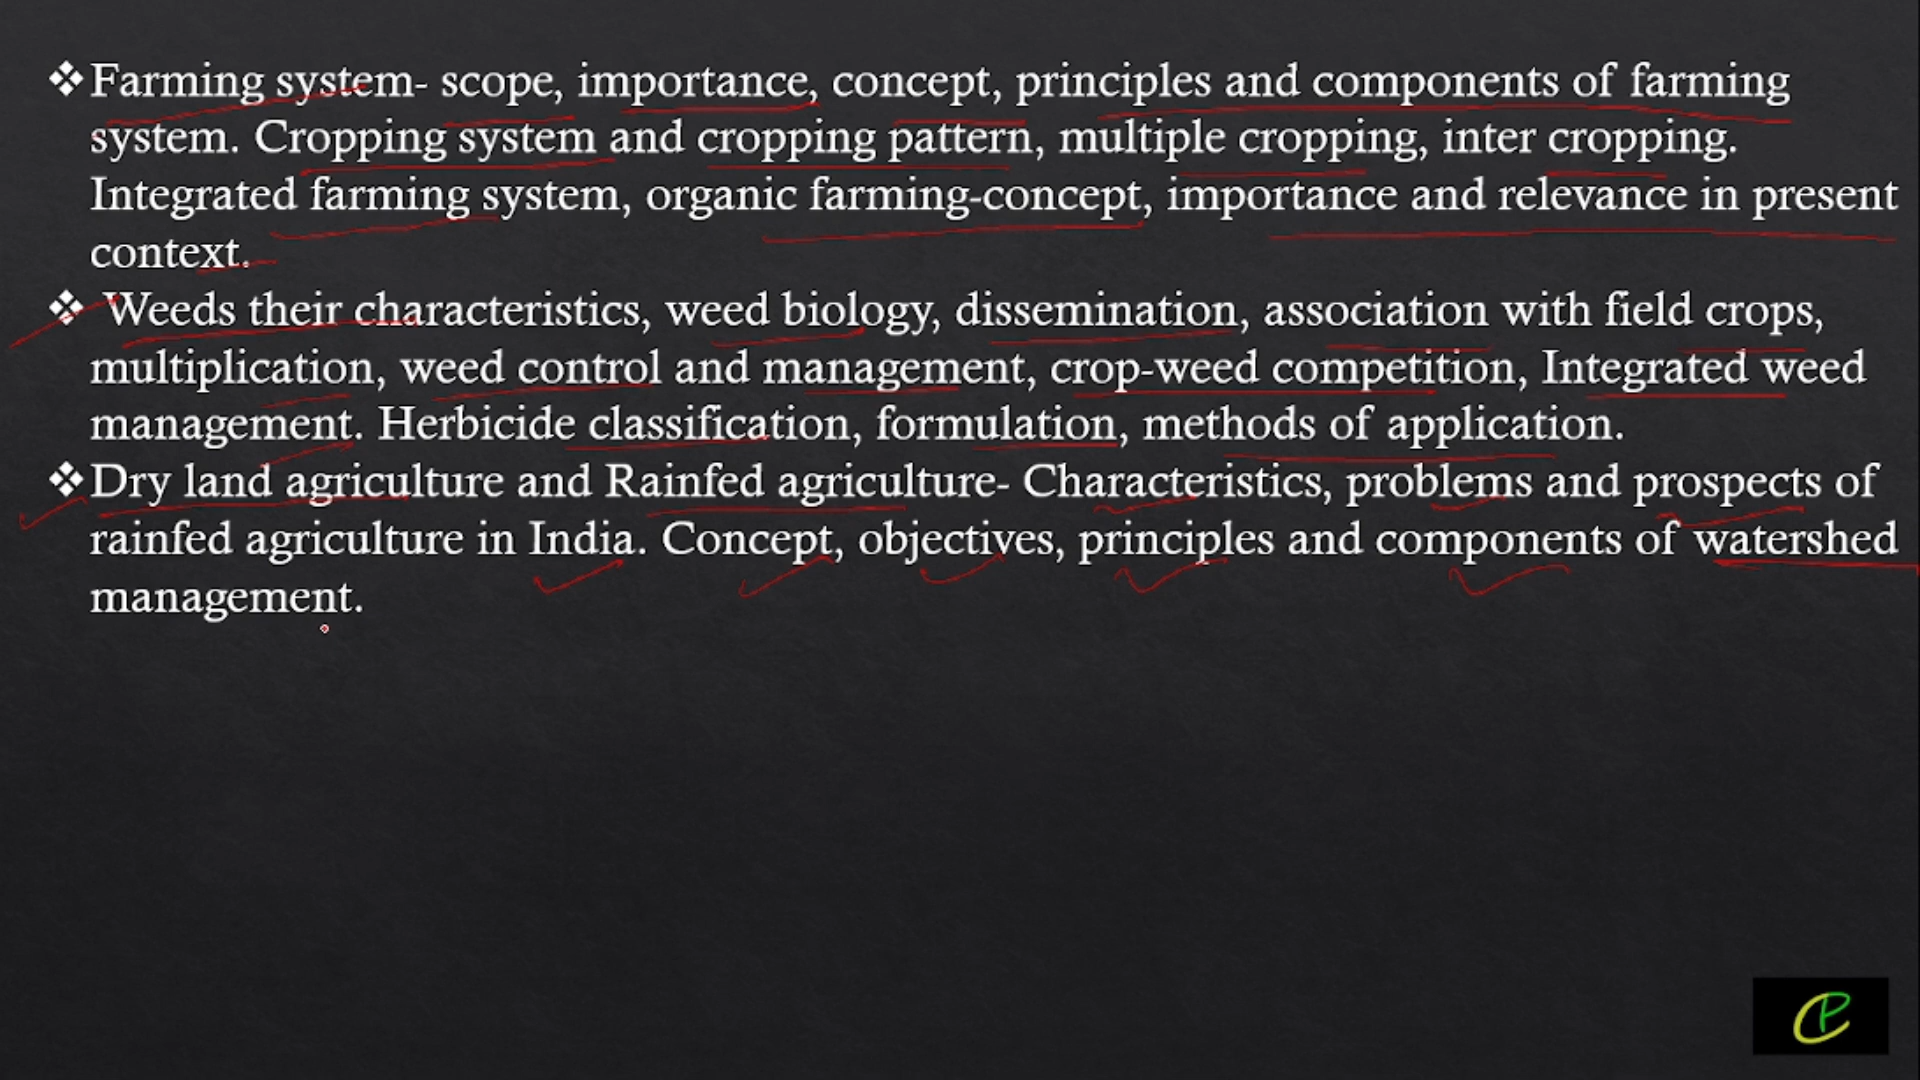 ❖Farming system- scope, importance, concept, principles and components of farming
system. Cropping system and cropping pattern, multiple cropping, inter cropping.
Integrated farming system, organic farming-concept, importance and relevance in present
context.
❖ Weeds their characteristics, weed biology, dissemination, association with field crops,
multiplication, weed control and management, crop-weed competition, Integrated weed
management. Herbicide classification, formulation, methods of application.
❖Dry land agriculture and Rainfed agriculture- Characteristics, problems and prospects of
rainfed agriculture in India. Concept, objectives, principles and components of watershed
management.
CP